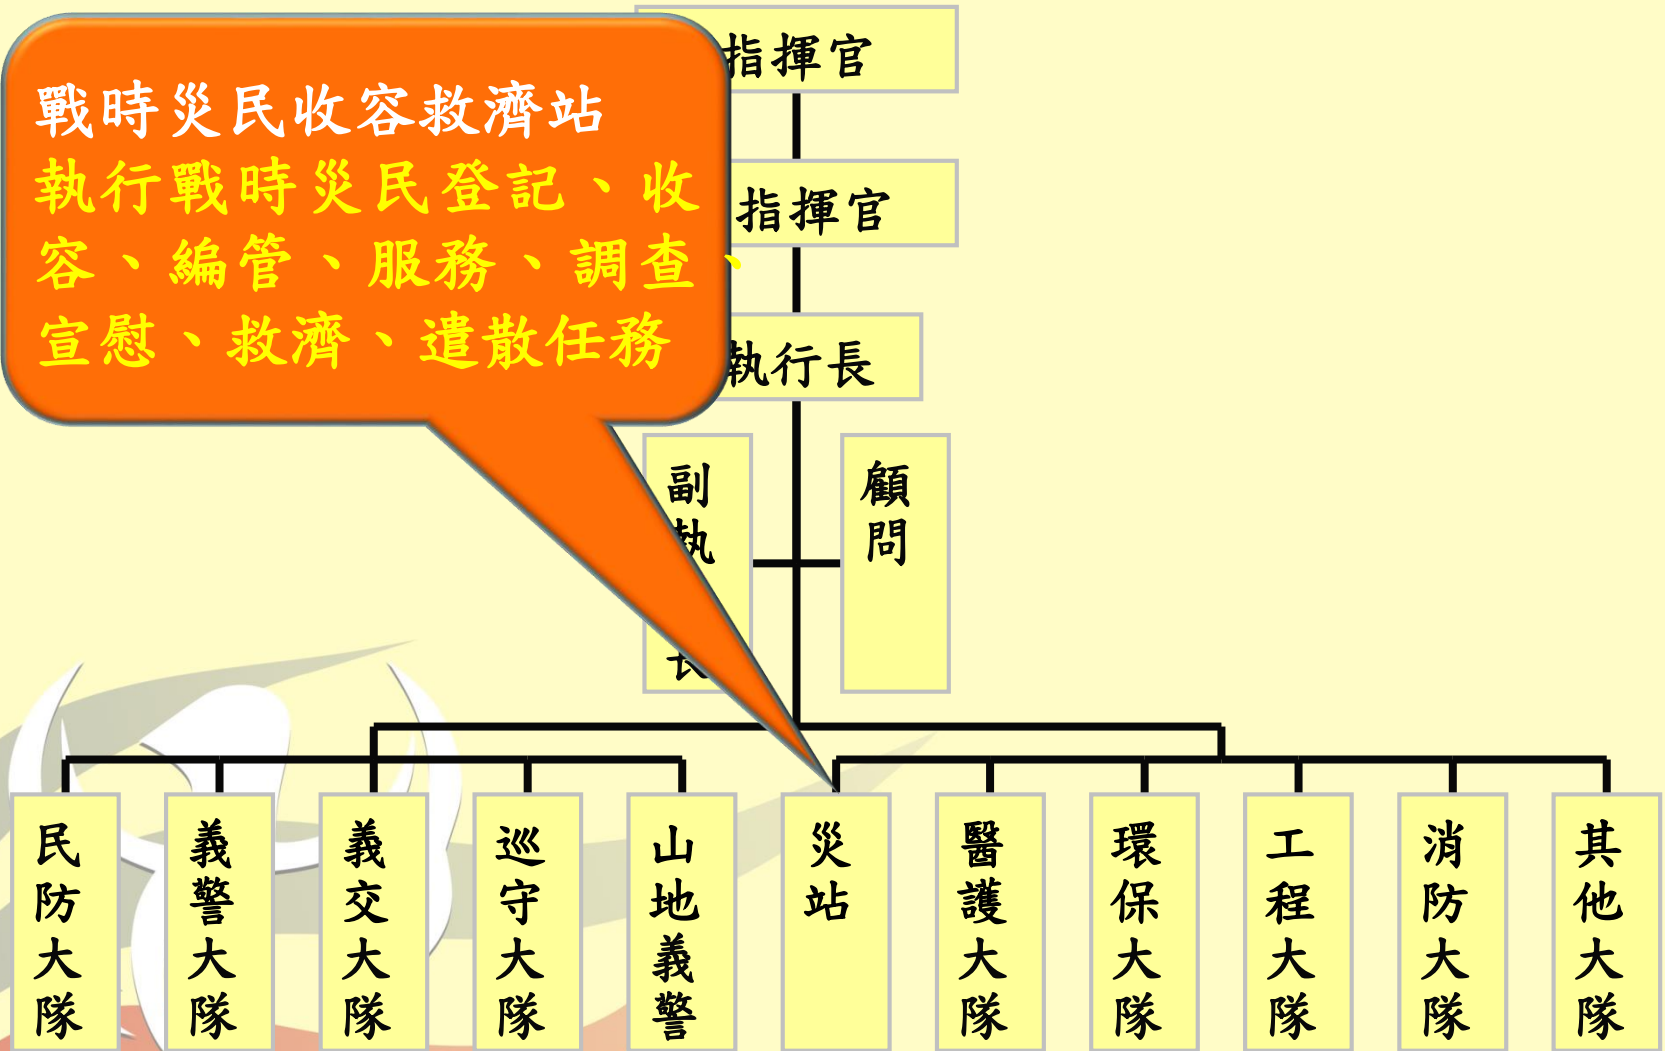 戰時災民收容救濟站
執行戰時災民登記、收
容、編管、服務、調查、
宣慰、救濟、遣散任務
指揮官
指揮官
執行長
副執
長
顧問
民防大隊
義警大隊
義交大隊
巡守大隊
山地義警
災站
醫護大隊
環保大隊
工程大隊
消防大隊
其他大隊